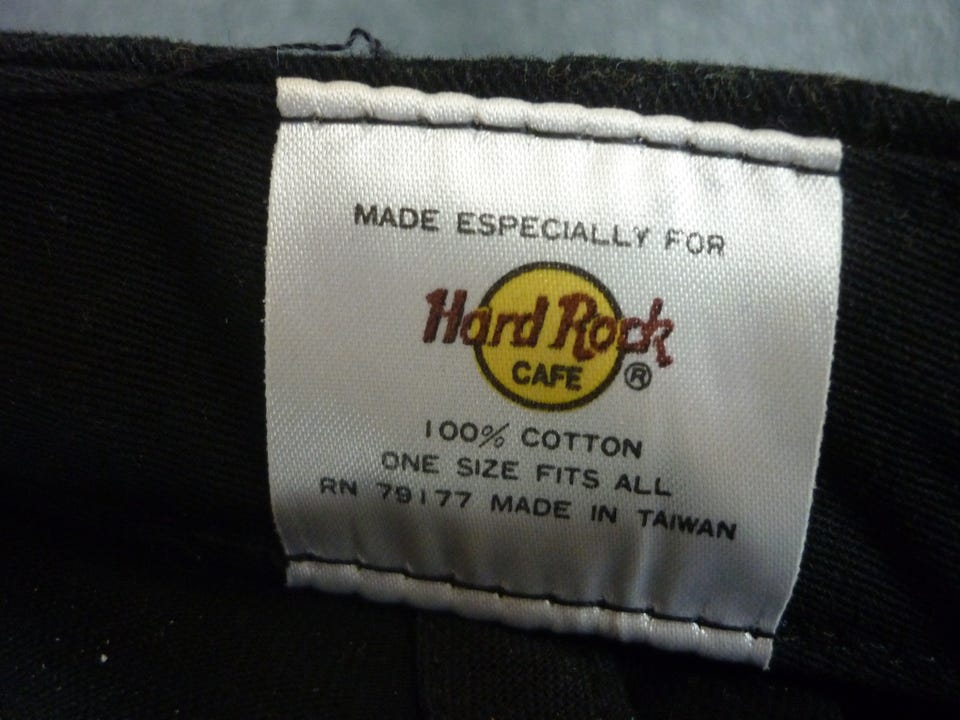 MADE ESPECIALLY FOR
Hard Rock
CAFE ®
100% COTTON
ONE SIZE FITS ALL
RN 79177 MADE IN TAIWAN